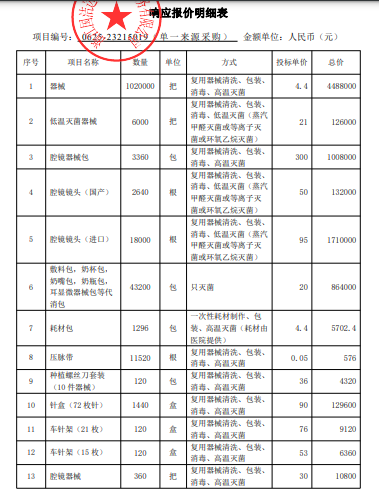 响应报价明细表
项目编号： 0625-23215019 （单一来源采购） 金额单位：人民币（元）
序号 项目名称 数量 单位 方式 投标单价 总价
1 器械 1020000 把 复用器械清洗、包装、消毒、高温灭菌 4.4 4488000
2 低温灭菌器械 6000 把 复用器械清洗、包装、消毒、低温灭菌（蒸汽甲醛灭菌或等离子灭菌或环氧乙烷灭菌） 21 126000
3 腔镜器械包 3360 包 复用器械清洗、包装、消毒、高温灭菌 300 1008000
4 腔镜镜头（国产） 2640 根 复用器械清洗、包装、消毒、低温灭菌（蒸汽甲醛灭菌或等离子灭菌或环氧乙烷灭菌） 50 132000
5 腔镜镜头（进口） 18000 根 复用器械清洗、包装、消毒、低温灭菌（蒸汽甲醛灭菌或等离子灭菌或环氧乙烷灭菌） 95 1710000
6 敷料包，奶杯包，奶嘴包，奶瓶包，耳显微器械包等代消包 43200 包 只灭菌 20 864000
7 耗材包 1296 包 一次性耗材制作、包装、高温灭菌（耗材由医院提供） 4.4 5702.4
8 压脉带 11520 根 复用器械清洗、包装、消毒、高温灭菌 0.05 576
9 种植螺丝刀套装（10 件器械） 120 包 复用器械清洗、包装、消毒、高温灭菌 36 4320
10 针盒（72 枚针） 1440 盒 复用器械清洗、包装、消毒、高温灭菌 90 129600
11 车针架（21 枚） 120 盒 复用器械清洗、包装、消毒、高温灭菌 76 9120
12 车针架（15 枚） 120 盒 复用器械清洗、包装、消毒、高温灭菌 53 6360
13 腔镜器械 360 把 复用器械清洗、包装、消毒、高温灭菌 30 10800